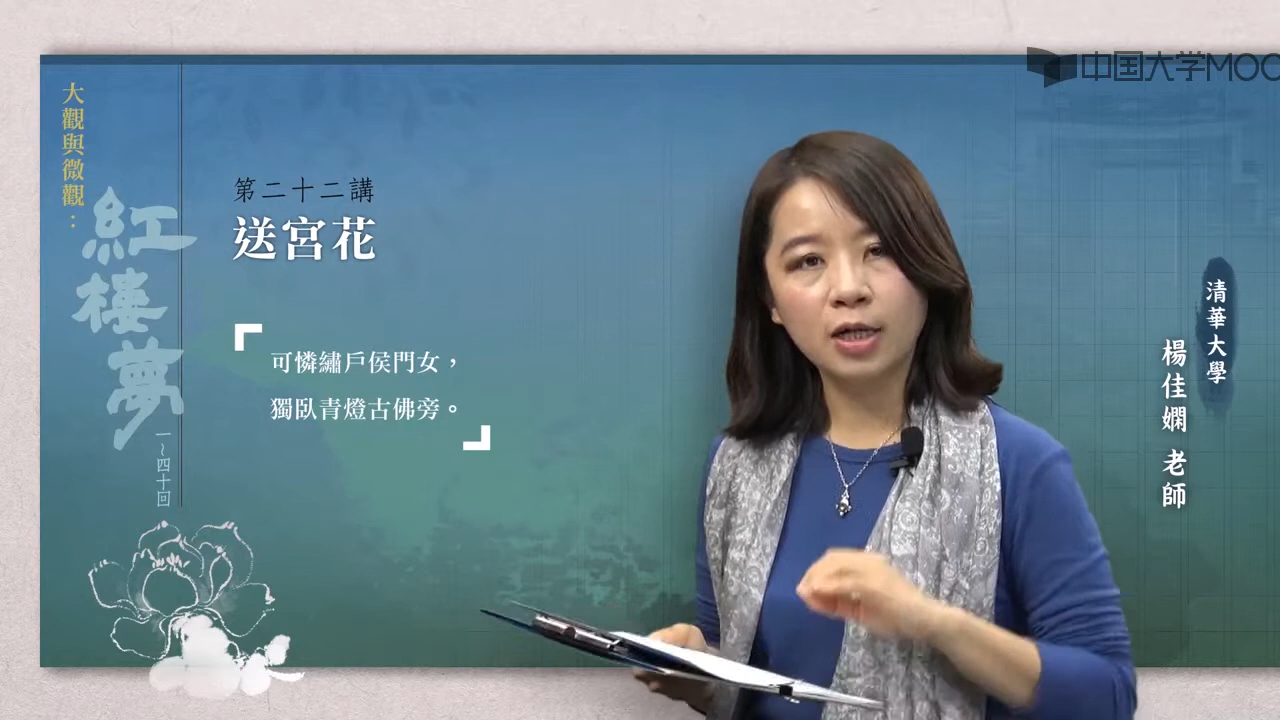 中国大学MOO
大觀與微觀：
紅樓夢
一～四十回
第二十二講
送宮花
「可憐繡戶侯門女，
獨臥青燈古佛旁。」
清華大學
楊佳嫻 老師